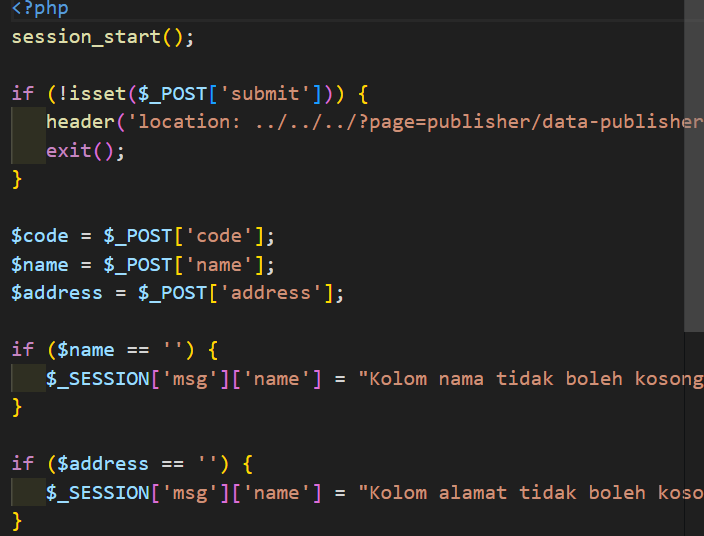 <?php
session_start();
if (!isset($_POST['submit'])) {
header('location: ../../../?page=publisher/data-publisher
exit();
}
$code = $_POST['code'];
$name = $_POST['name'];
$address = $_POST['address'];
if ($name == '') {
$_SESSION['msg']['name'] = "Kolom nama tidak boleh kosong
}
if ($address == '') {
$_SESSION['msg']['name'] = "Kolom alamat tidak boleh koso
}